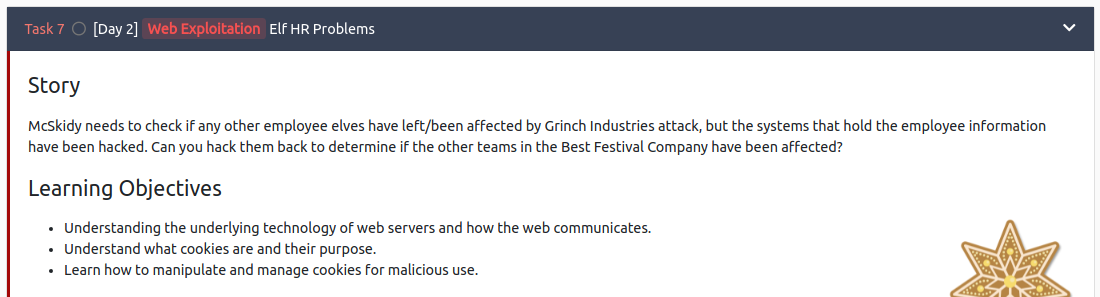 Task 7 [Day 2] Web Exploitation Elf HR Problems
Story
McSkidy needs to check if any other employee elves have left/been affected by Grinch Industries attack, but the systems that hold the employee information
have been hacked. Can you hack them back to determine if the other teams in the Best Festival Company have been affected?
Learning Objectives
• Understanding the underlying technology of web servers and how the web communicates.
• Understand what cookies are and their purpose.
• Learn how to manipulate and manage cookies for malicious use.